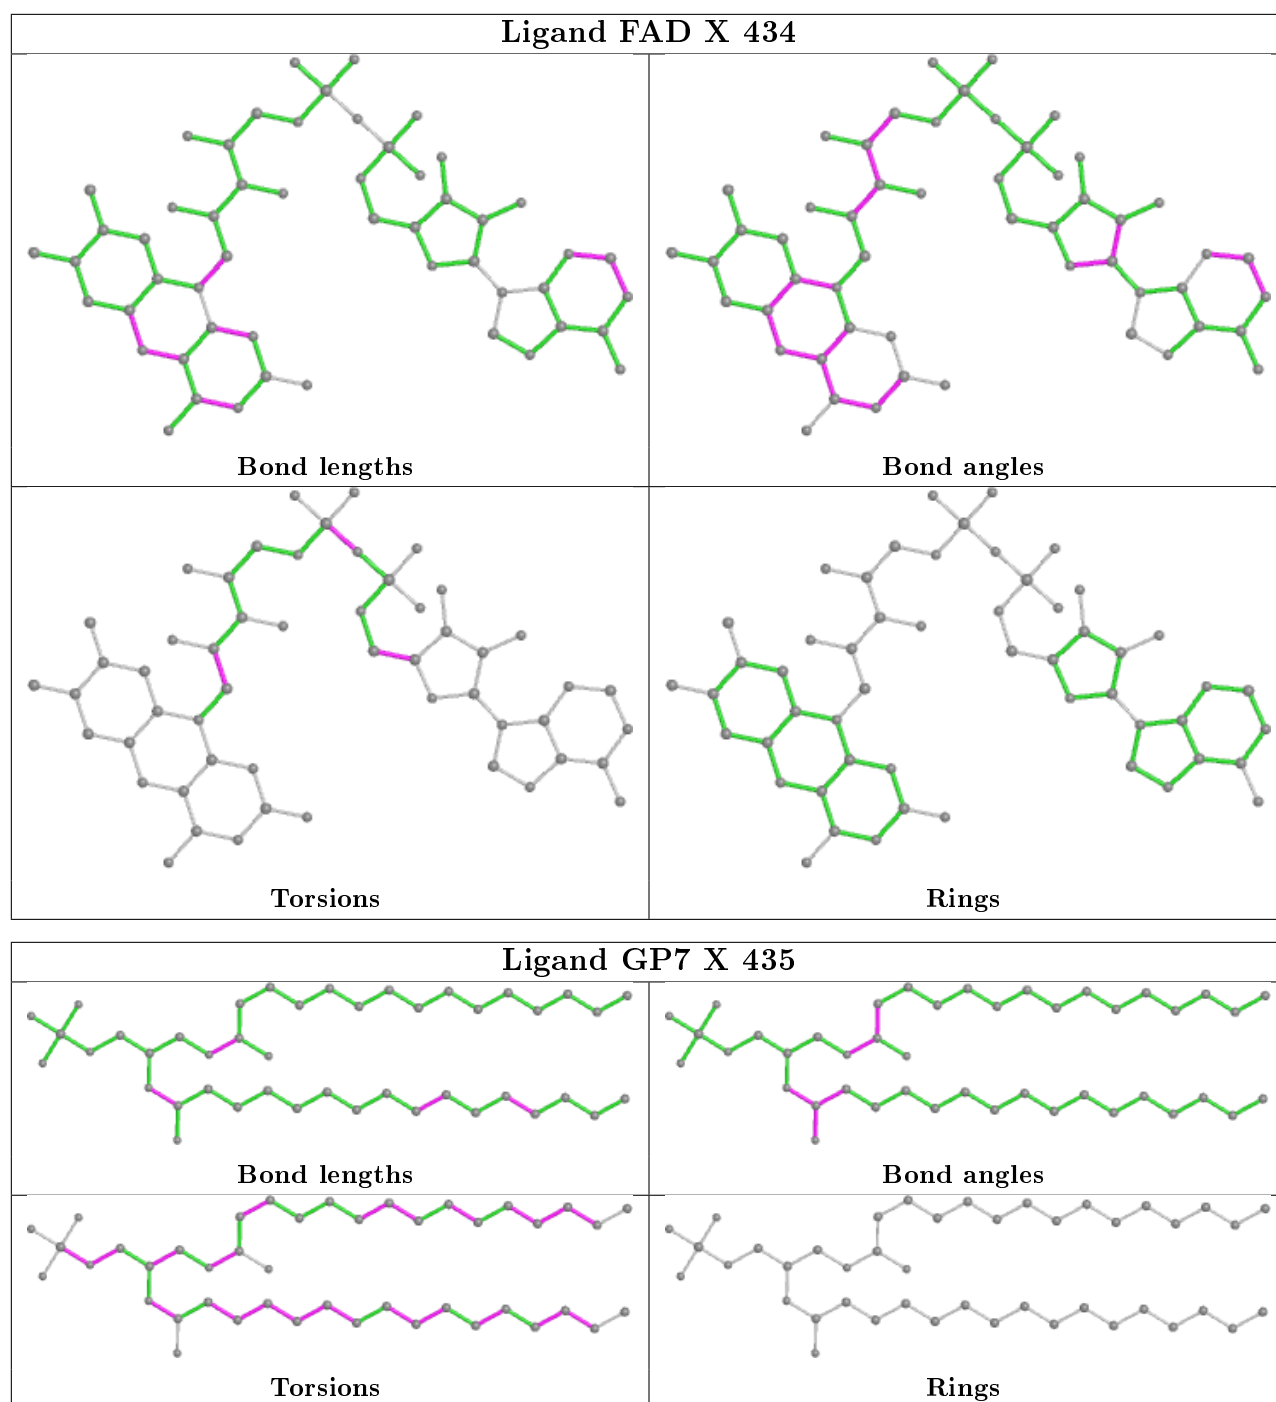 Ligand FAD X 434
Bond lengths
Bond angles
Torsions
Rings
Ligand GP7 X 435
Bond lengths
Bond angles
Torsions
Rings